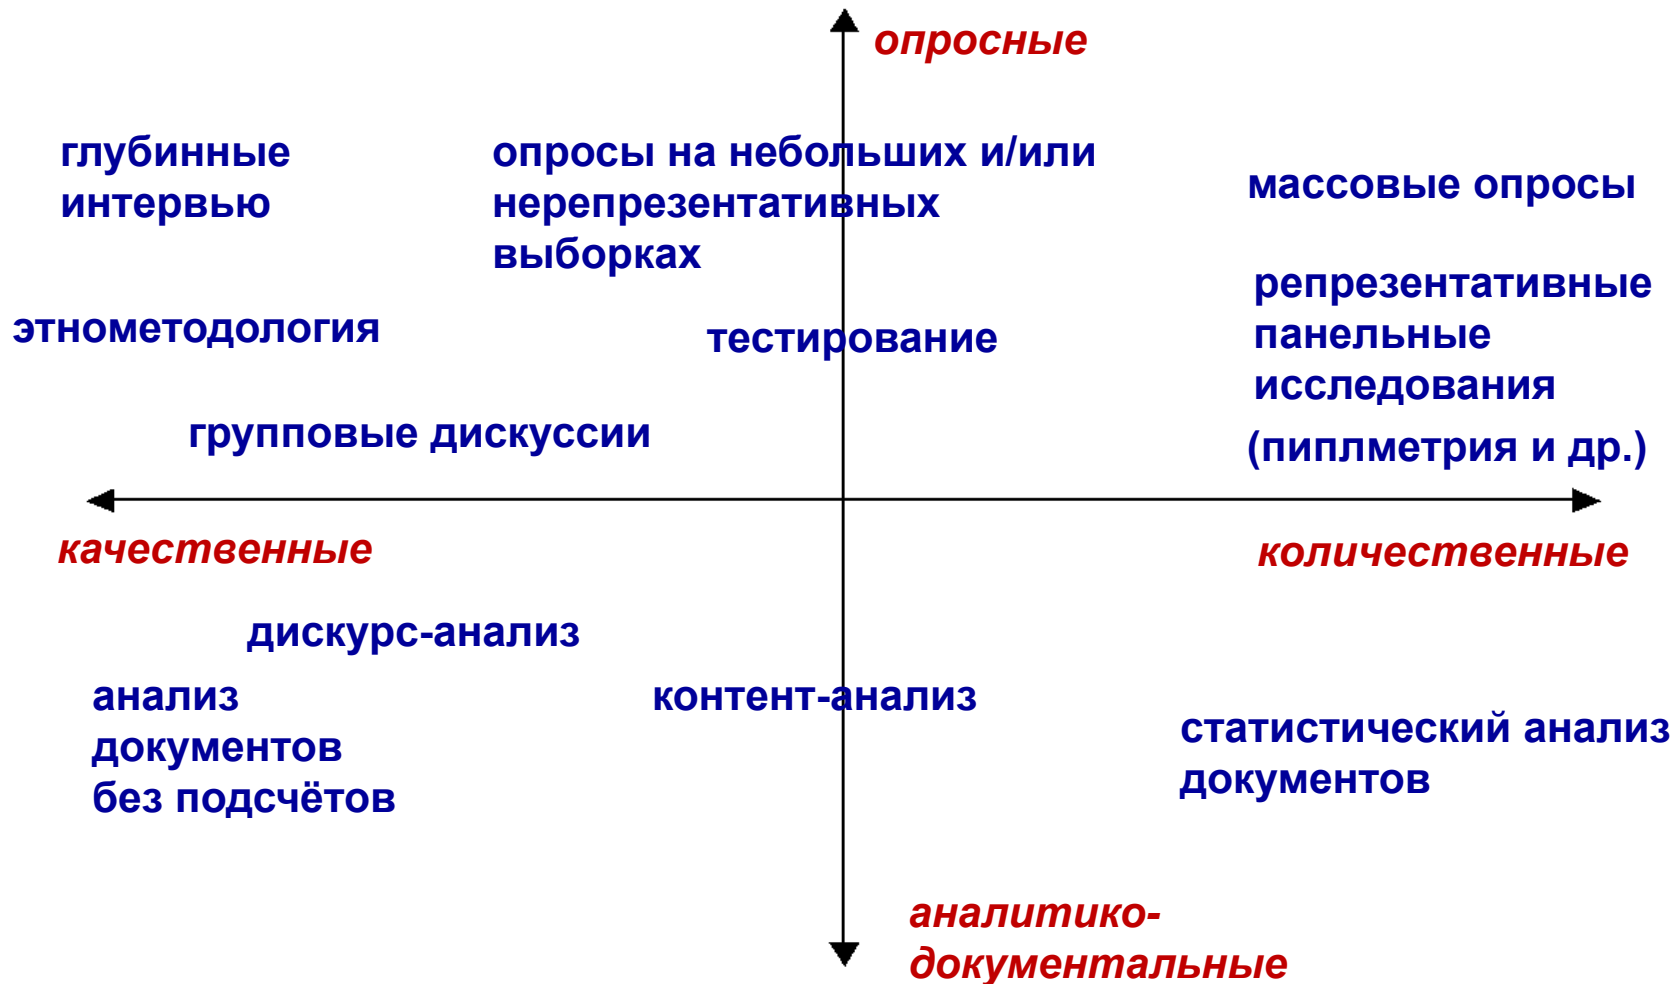 опросные
глубинные
интервью
опросы на небольших и/или
нерепрезентативных
выборках
массовые опросы
репрезентативные
панельные
исследования
(пиплметрия и др.)
этнометодология
тестирование
групповые дискуссии
качественные
количественные
дискурс-анализ
анализ
документов
без подсчётов
контент-анализ
статистический анализ
документов
аналитико-
документальные